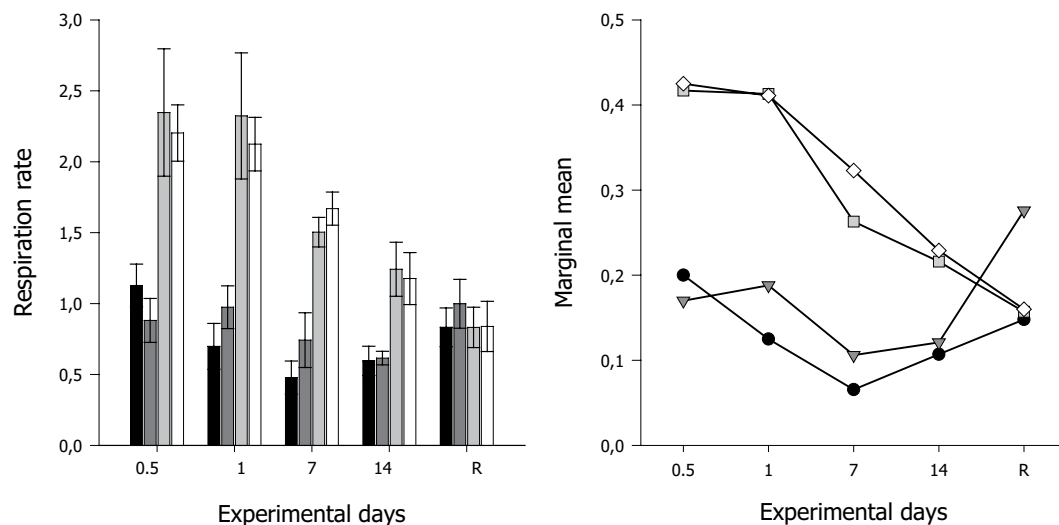 3,0
2,5
2,0
1,5
1,0
0,5
0,0
Respiration rate
0.5 1 7 14 R
Experimental days
0,5
0,4
0,3
0,2
0,1
0,0
Marginal mean
0.5 1 7 14 R
Experimental days